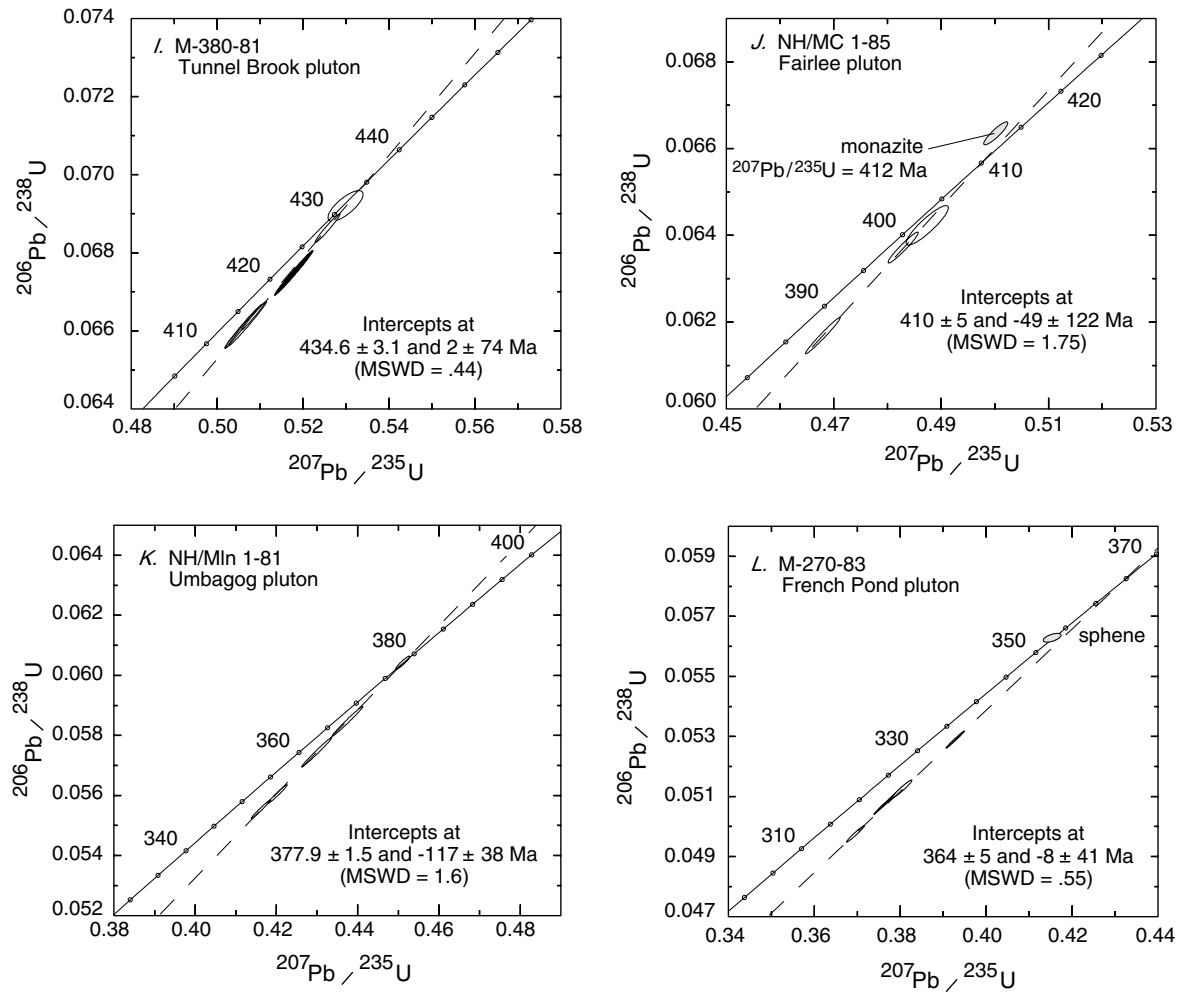 I. M-380-81
Tunnel Brook pluton
0.074
0.072
0.070
0.068
0.066
0.064
206Pb / 238U
440
430
420
410
Intercepts at
434.6 ± 3.1 and 2 ± 74 Ma
(MSWD = .44)
0.48 0.50 0.52 0.54 0.56 0.58
207Pb / 235U
J. NH/MC 1-85
Fairlee pluton
0.068
0.066
0.064
0.062
0.060
206Pb / 238U
420
monazite
207Pb/235U = 412 Ma
410
400
390
Intercepts at
410 ± 5 and -49 ± 122 Ma
(MSWD = 1.75)
0.45 0.47 0.49 0.51 0.53
207Pb / 235U
K. NH/Mln 1-81
Umbagog pluton
0.064
0.062
0.060
0.058
0.056
0.054
0.052
206Pb / 238U
400
380
360
340
Intercepts at
377.9 ± 1.5 and -117 ± 38 Ma
(MSWD = 1.6)
0.38 0.40 0.42 0.44 0.46 0.48
207Pb / 235U
L. M-270-83
French Pond pluton
0.059
0.057
0.055
0.053
0.051
0.049
0.047
206Pb / 238U
370
350
sphene
330
310
Intercepts at
364 ± 5 and -8 ± 41 Ma
(MSWD = .55)
0.34 0.36 0.38 0.40 0.42 0.44
207Pb / 235U